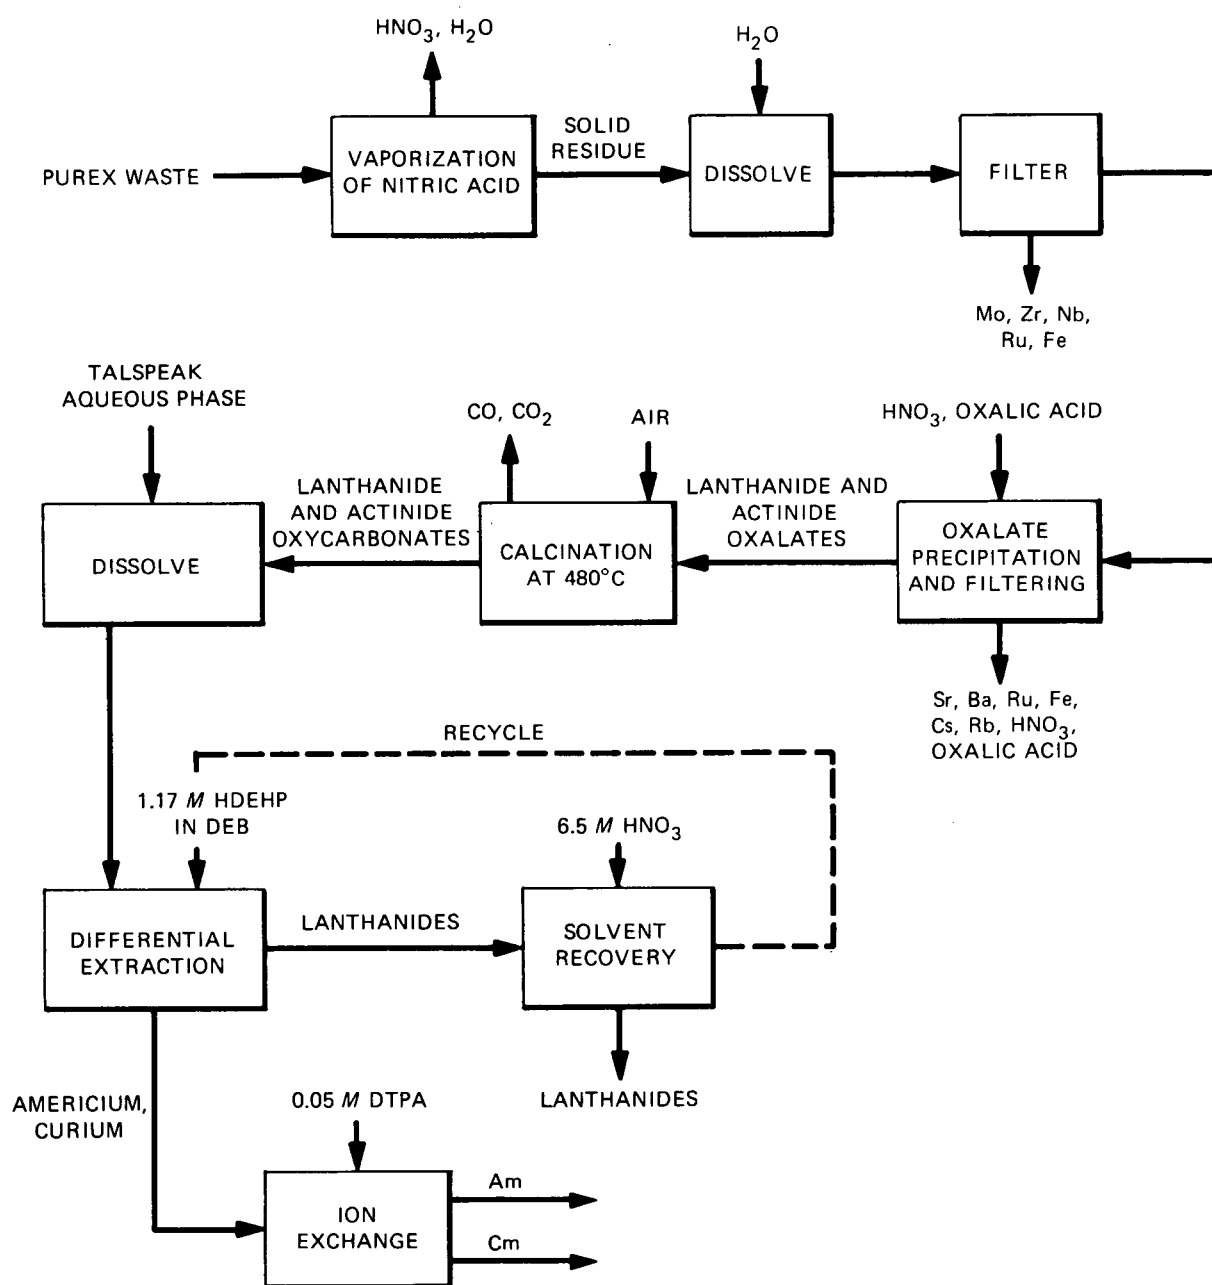 HNO3, H2O
H2O
PUREX WASTE
VAPORIZATION
OF NITRIC ACID
SOLID
RESIDUE
DISSOLVE
FILTER
Mo, Zr, Nb,
Ru, Fe
TALSPEAK
AQUEOUS PHASE
CO, CO2
AIR
HNO3, OXALIC ACID
DISSOLVE
LANTHANIDE
AND ACTINIDE
OXYCARBONATES
CALCINATION
AT 480°C
LANTHANIDE AND
ACTINIDE
OXALATES
OXALATE
PRECIPITATION
AND FILTERING
Sr, Ba, Ru, Fe,
Cs, Rb, HNO3,
OXALIC ACID
RECYCLE
1.17 M HDEHP
IN DEB
6.5 M HNO3
DIFFERENTIAL
EXTRACTION
LANTHANIDES
SOLVENT
RECOVERY
LANTHANIDES
AMERICIUM,
CURIUM
0.05 M DTPA
ION
EXCHANGE
Am
Cm